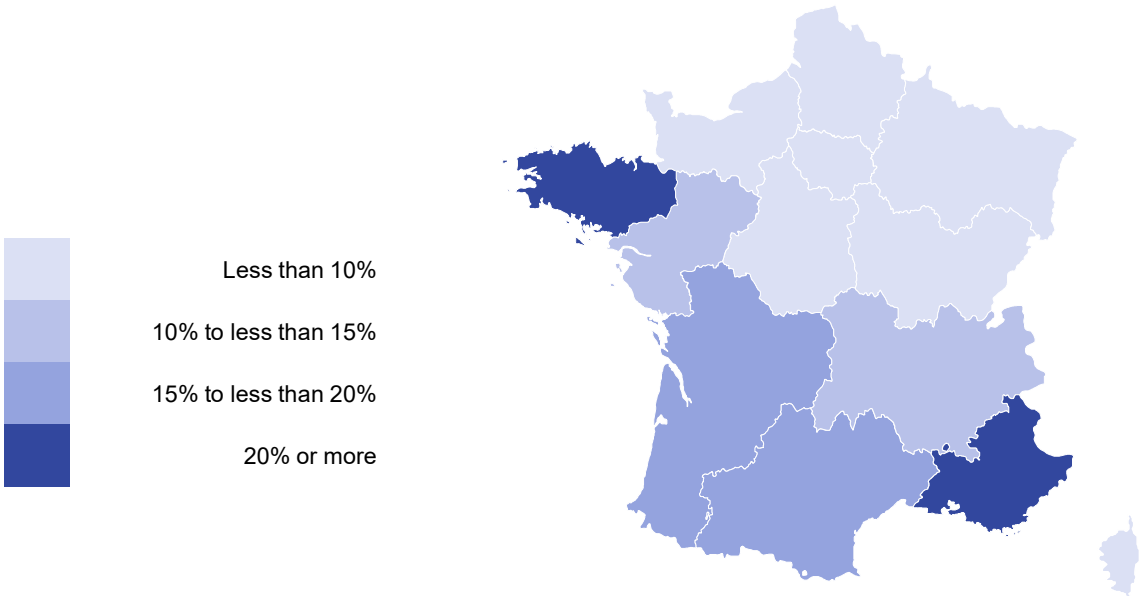 Less than 10%
10% to less than 15%
15% to less than 20%
20% or more